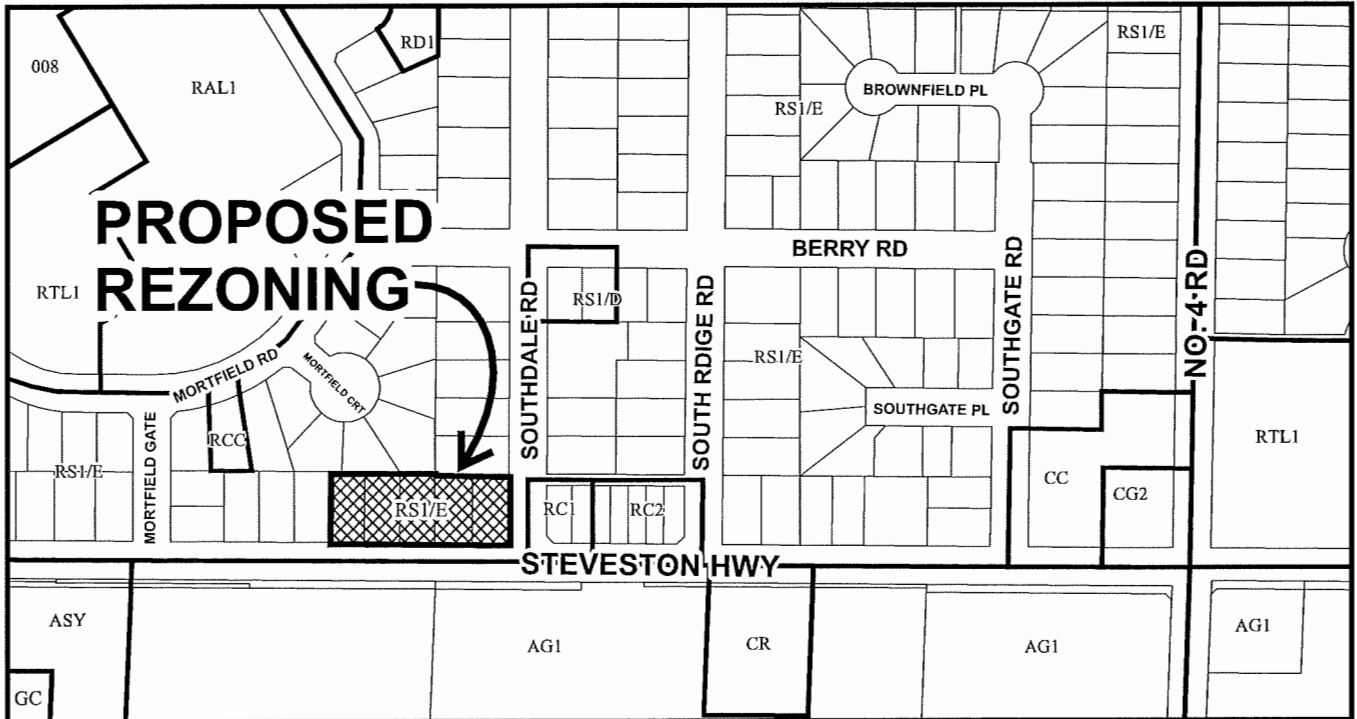 008
RAL1
RD1
RS1/E
BROWNFIELD PL
RS1/E
PROPOSED
REZONING
RTL1
BERRY RD
SOUTHDALE RD
RS1/D
SOUTH RDIGE RD
SOUTHGATE RD
NO. 4 RD
RS1/E
MORTFIELD RD
MORTFIELD CRT
SOUTHGATE PL
MORTFIELD GATE
RCC
RS1/E
RTL1
CC
CG2
RS1/E
RC1
RC2
STEVESTON HWY
ASY
AG1
CR
AG1
AG1
GC